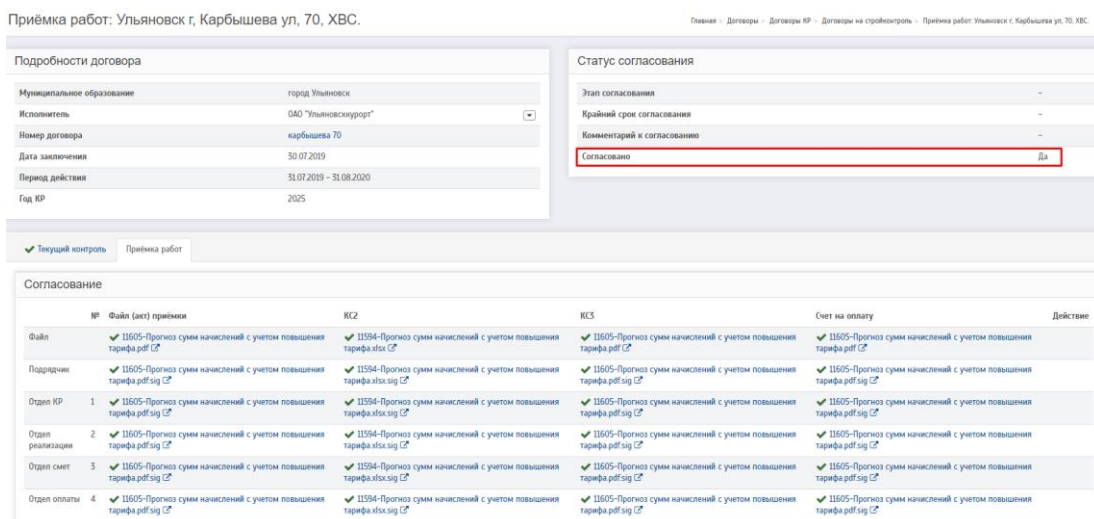 Приёмка работ: Ульяновск г, Карбышева ул, 70, ХВС.
Главная > Договоры > Договоры КР > Договоры на стройконтроль > Приёмка работ: Ульяновск г, Карбышева ул, 70, ХВС.
Подробности договора
Муниципальное образование город Ульяновск
Исполнитель ОАО "Ульяновсккурорт"
Номер договора карбышева 70
Дата заключения 30.07.2019
Период действия 31.07.2019 - 31.08.2020
Год КР 2025
Статус согласования
Этап согласования -
Крайний срок согласования -
Комментарий к согласованию -
Согласовано Да
Текущий контроль Приёмка работ
Согласование
№ Файл (акт) приёмки КС2 КС3 Счет на оплату Действие
Файл 11605-Прогноз сумм начислений с учетом повышения 11594-Прогноз сумм начислений с учетом повышения 11605-Прогноз сумм начислений с учетом повышения 11605-Прогноз сумм начислений с учетом повышения
тарифа.pdf тарифа.xlsx тарифа.pdf тарифа.pdf
Подрядчик 11605-Прогноз сумм начислений с учетом повышения 11594-Прогноз сумм начислений с учетом повышения 11605-Прогноз сумм начислений с учетом повышения 11605-Прогноз сумм начислений с учетом повышения
тарифа.pdf.sig тарифа.xlsx.sig тарифа.pdf.sig тарифа.pdf.sig
Отдел КР 1 11605-Прогноз сумм начислений с учетом повышения 11594-Прогноз сумм начислений с учетом повышения 11605-Прогноз сумм начислений с учетом повышения 11605-Прогноз сумм начислений с учетом повышения
тарифа.pdf.sig тарифа.xlsx.sig тарифа.pdf.sig тарифа.pdf.sig
Отдел 2 11605-Прогноз сумм начислений с учетом повышения 11594-Прогноз сумм начислений с учетом повышения 11605-Прогноз сумм начислений с учетом повышения 11605-Прогноз сумм начислений с учетом повышения
реализации тарифа.pdf.sig тарифа.xlsx.sig тарифа.pdf.sig тарифа.pdf.sig
Отдел смет 3 11605-Прогноз сумм начислений с учетом повышения 11594-Прогноз сумм начислений с учетом повышения 11605-Прогноз сумм начислений с учетом повышения 11605-Прогноз сумм начислений с учетом повышения
тарифа.pdf.sig тарифа.xlsx.sig тарифа.pdf.sig тарифа.pdf.sig
Отдел оплаты 4 11605-Прогноз сумм начислений с учетом повышения 11594-Прогноз сумм начислений с учетом повышения 11605-Прогноз сумм начислений с учетом повышения 11605-Прогноз сумм начислений с учетом повышения
тарифа.pdf.sig тарифа.xlsx.sig тарифа.pdf.sig тарифа.pdf.sig